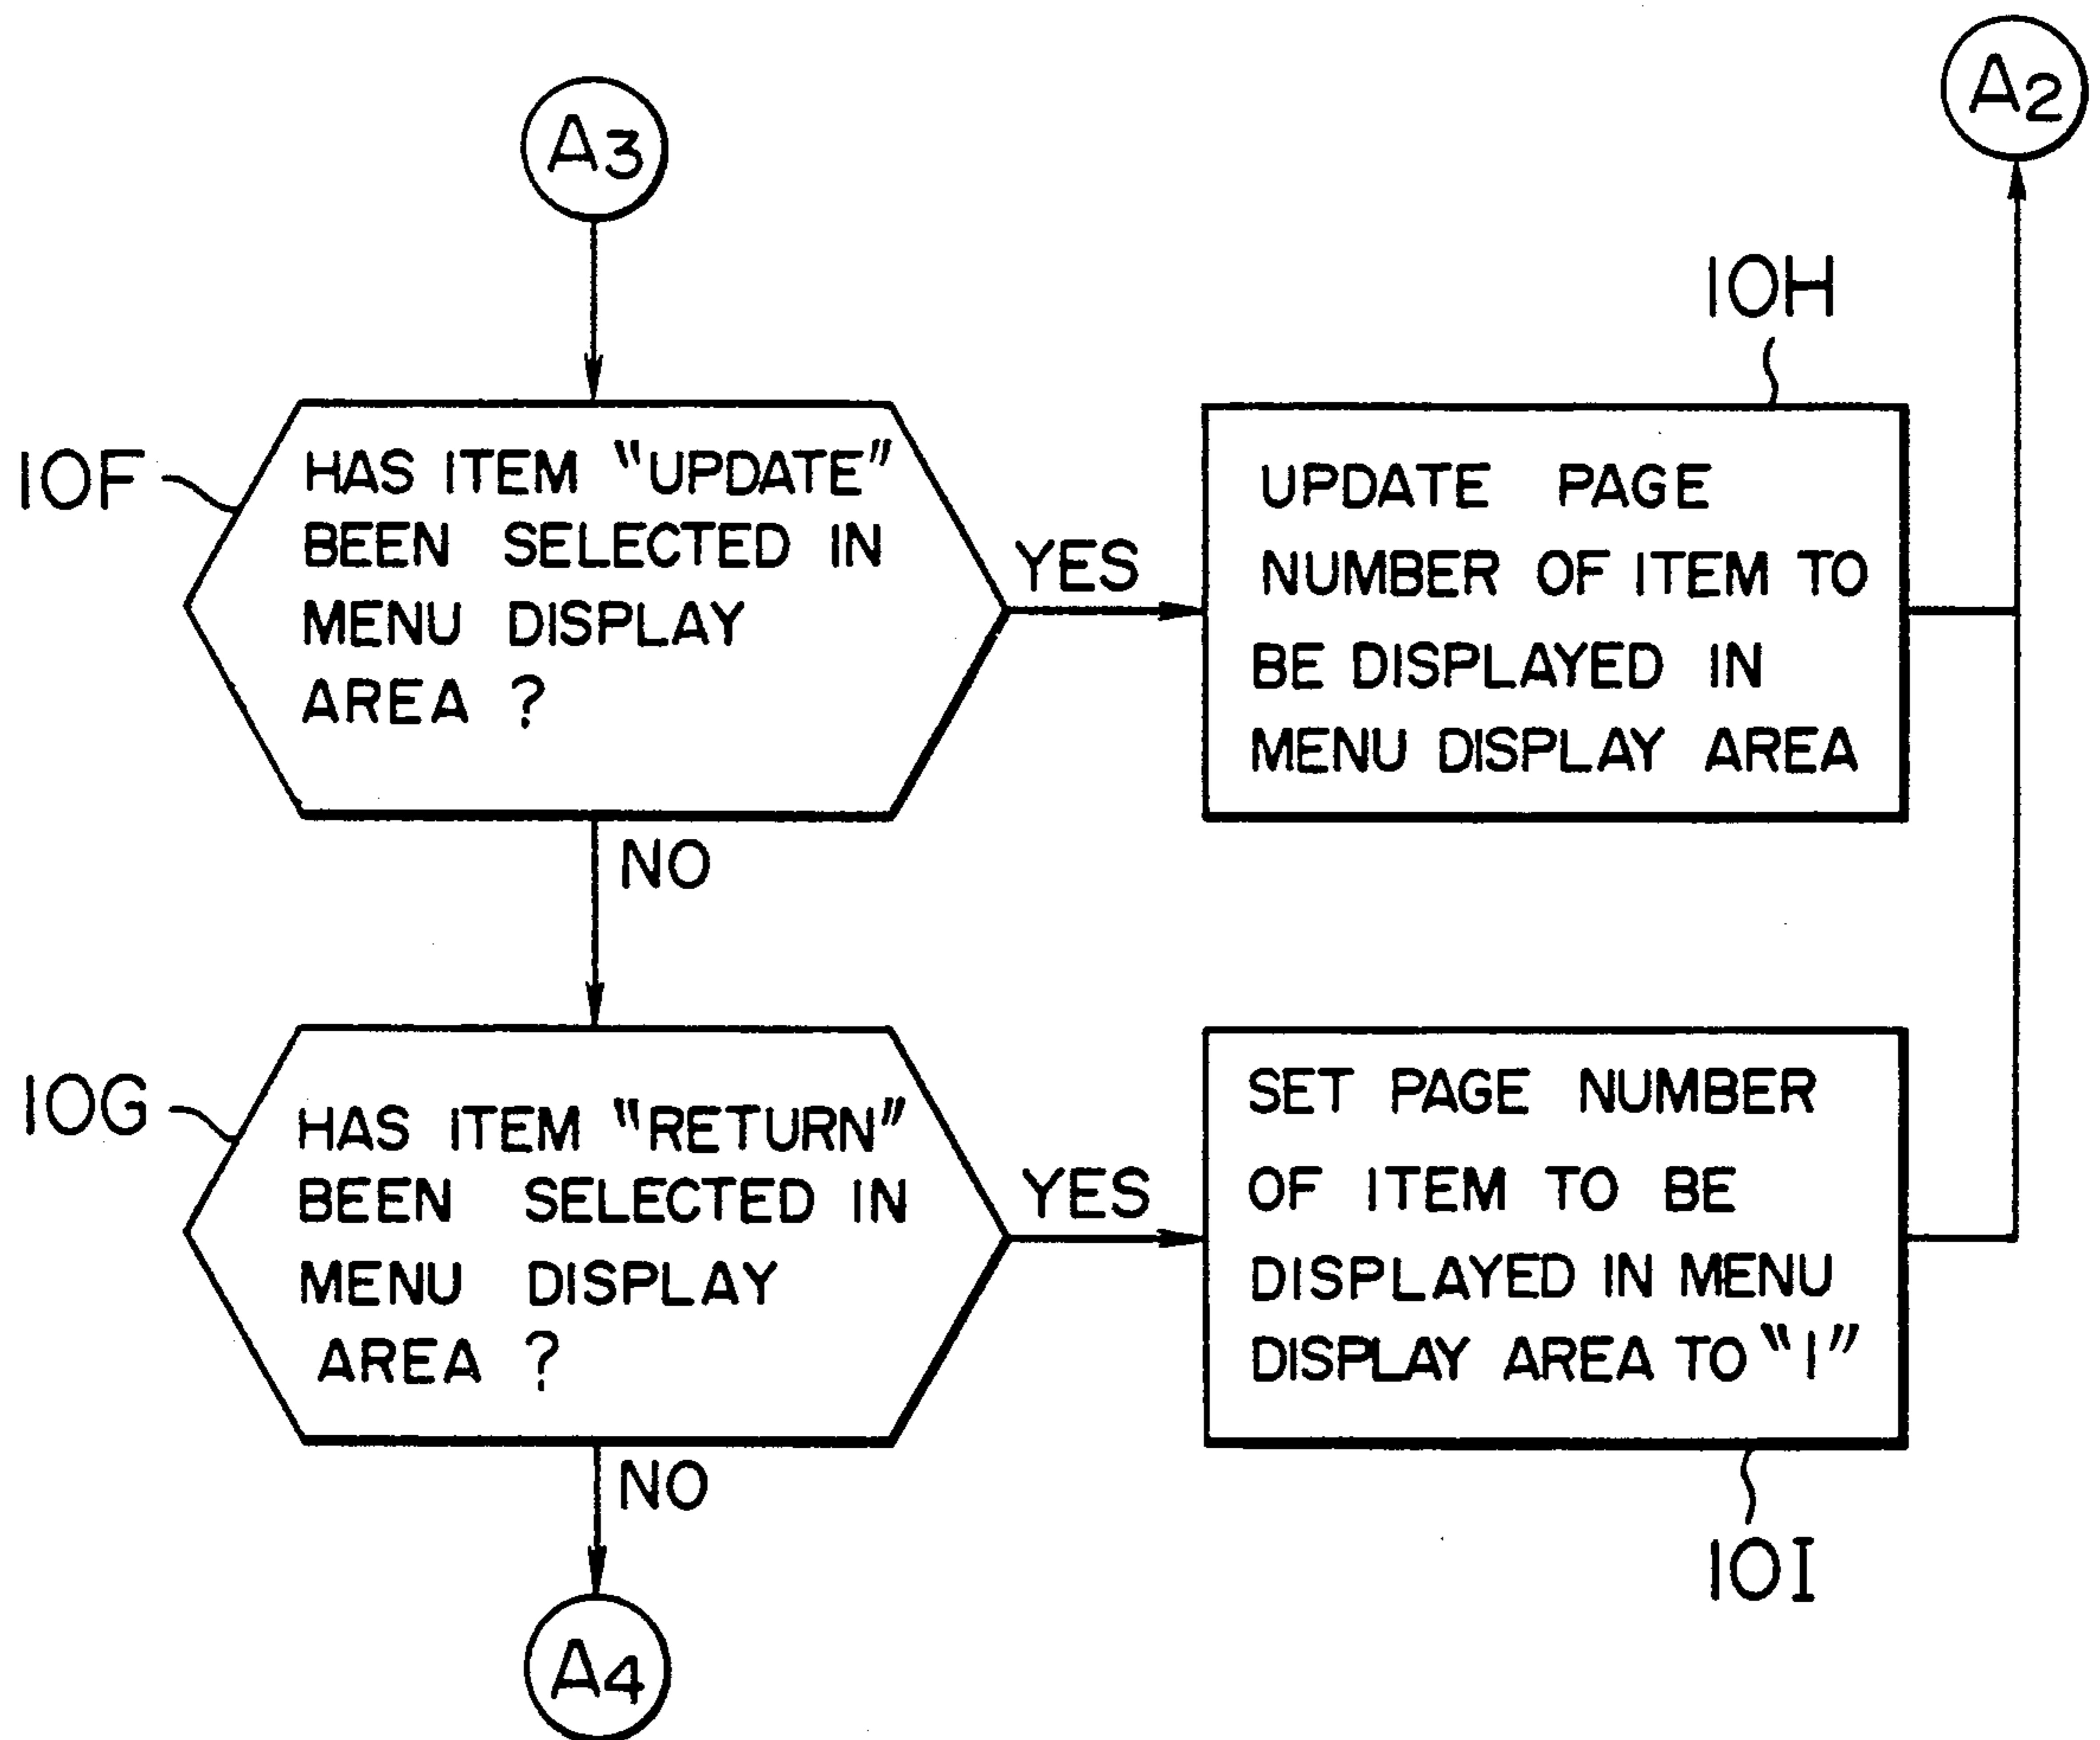 A3
A2
10H
10F
HAS ITEM "UPDATE"
BEEN SELECTED IN
MENU DISPLAY
AREA ?
YES
UPDATE PAGE
NUMBER OF ITEM TO
BE DISPLAYED IN
MENU DISPLAY AREA
NO
10G
HAS ITEM "RETURN"
BEEN SELECTED IN
MENU DISPLAY
AREA ?
YES
SET PAGE NUMBER
OF ITEM TO BE
DISPLAYED IN MENU
DISPLAY AREA TO "1"
NO
10I
A4